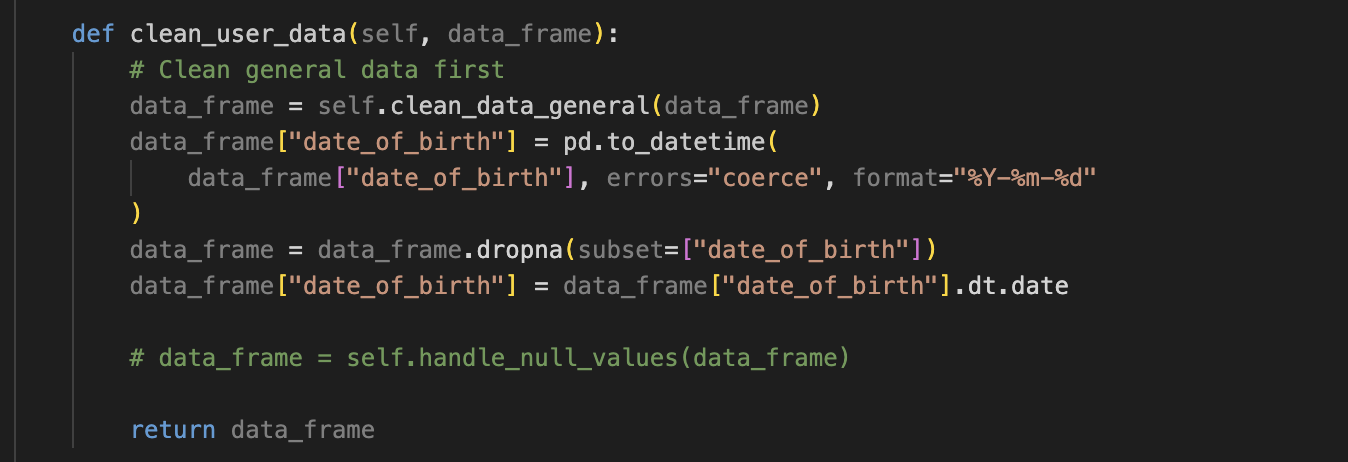 def clean_user_data(self, data_frame):
    # Clean general data first
    data_frame = self.clean_data_general(data_frame)
    data_frame["date_of_birth"] = pd.to_datetime(
        data_frame["date_of_birth"], errors="coerce", format="%Y-%m-%d"
    )
    data_frame = data_frame.dropna(subset=["date_of_birth"])
    data_frame["date_of_birth"] = data_frame["date_of_birth"].dt.date

    # data_frame = self.handle_null_values(data_frame)

    return data_frame